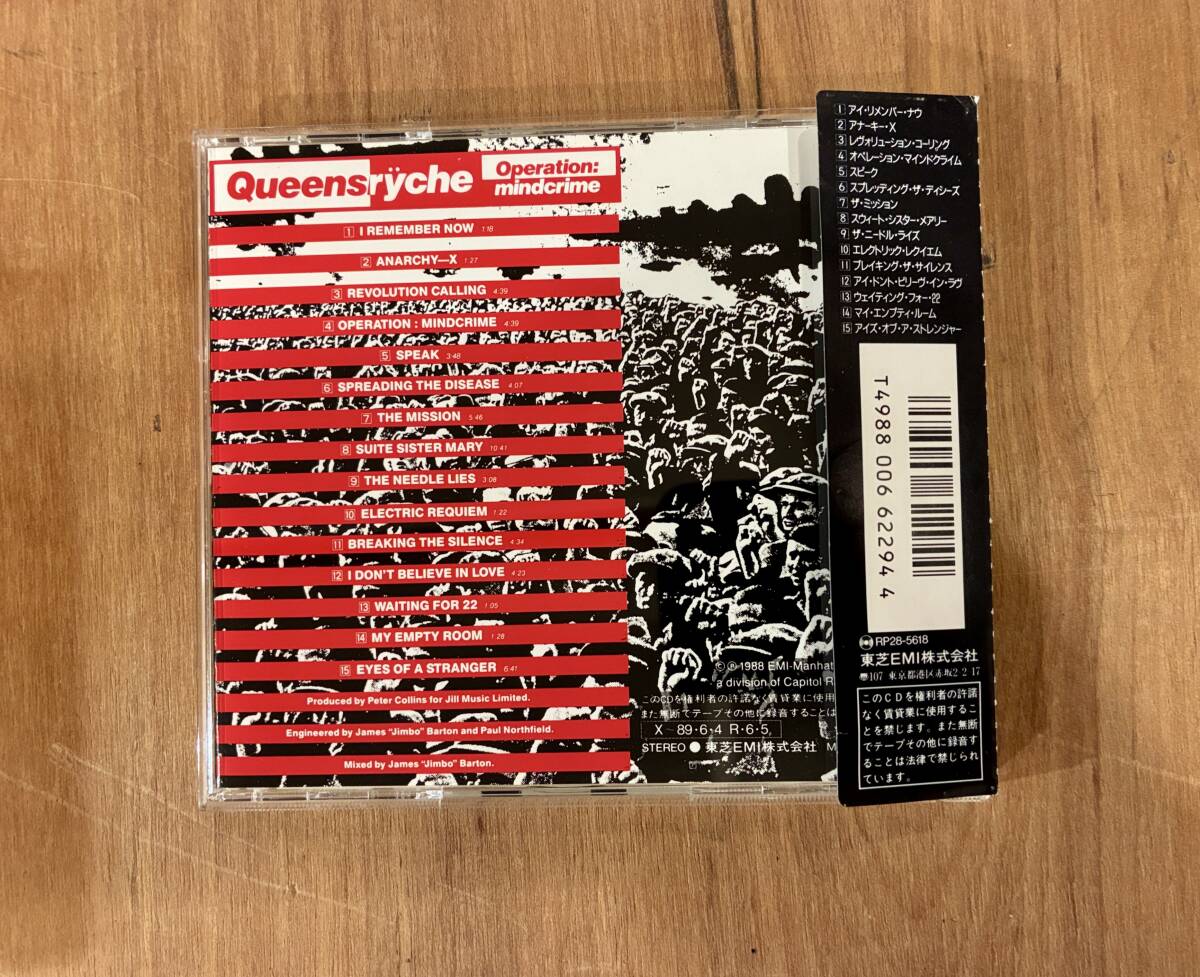 Queensrÿche
Operation:
mindcrime
1 I REMEMBER NOW 1:18
2 ANARCHY—X 1:27
3 REVOLUTION CALLING 4:39
4 OPERATION : MINDCRIME 4:39
5 SPEAK 3:48
6 SPREADING THE DISEASE 4:07
7 THE MISSION 5:46
8 SUITE SISTER MARY 10:41
9 THE NEEDLE LIES 3:08
10 ELECTRIC REQUIEM 1:22
11 BREAKING THE SILENCE 4:34
12 I DON'T BELIEVE IN LOVE 4:23
13 WAITING FOR 22 1:05
14 MY EMPTY ROOM 1:28
15 EYES OF A STRANGER 6:41
Produced by Peter Collins for Jill Music Limited.
Engineered by James "Jimbo" Barton and Paul Northfield.
Mixed by James "Jimbo" Barton.
©℗1988 EMI-Manhat
a division of Capitol R
このCDを権利者の許諾なく賃貸業に使用
また無断でテープその他に録音することは
X-89・6・4 R・6・5
STEREO ● 東芝EMI株式会社 M
1 アイ・リメンバー・ナウ
2 アナーキー・X
3 レヴォリューション・コーリング
4 オペレーション・マインドクライム
5 スピーク
6 スプレッディング・ザ・ディシーズ
7 ザ・ミッション
8 スウィート・シスター・メアリー
9 ザ・ニードル・ライズ
10 エレクトリック・レクイエム
11 ブレイキング・ザ・サイレンス
12 アイ・ドント・ビリーヴ・イン・ラヴ
13 ウェイティング・フォー・22
14 マイ・エンプティ・ルーム
15 アイズ・オブ・ア・ストレンジャー
T4988 006 62294 4
RP28-5618
東芝EMI株式会社
〠107 東京都港区赤坂2-2-17
このCDを権利者の許諾
なく賃貸業に使用するこ
とを禁じます。また無断
でテープその他に録音す
ることは法律で禁じられ
ています。